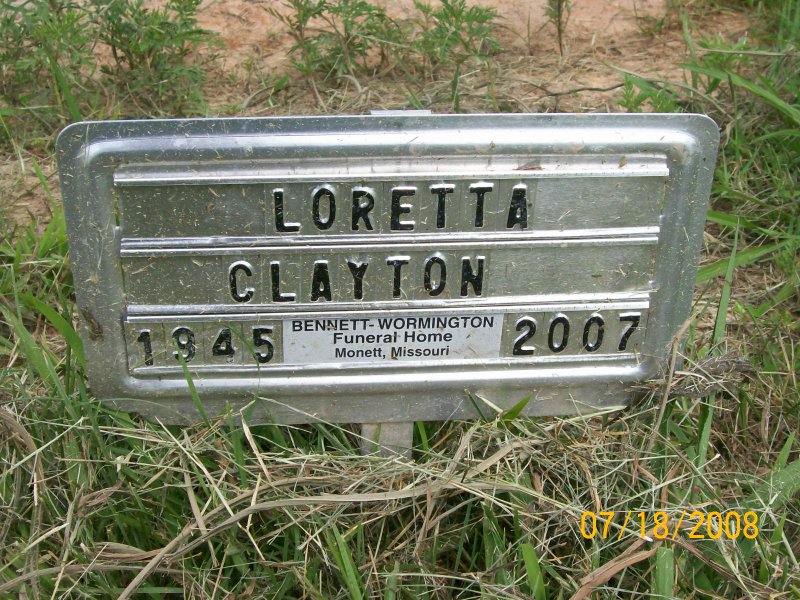 LORETTA
CLAYTON
1945 BENNETT-WORMINGTON 2007
Funeral Home
Monett, Missouri
07/18/2008